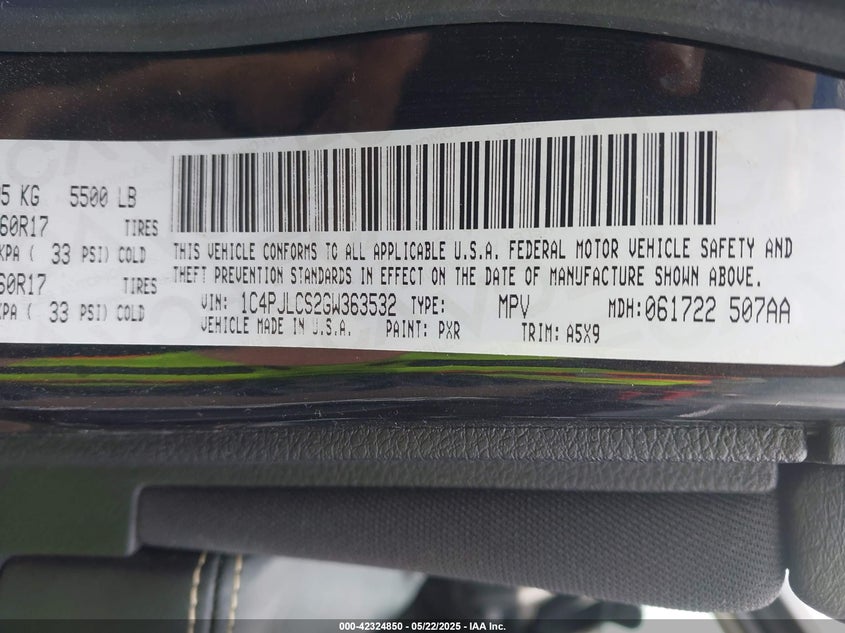 5 KG 5500 LB
60R17 TIRES
KPA ( 33 PSI) COLD
60R17 TIRES
KPA ( 33 PSI) COLD
THIS VEHICLE CONFORMS TO ALL APPLICABLE U.S.A. FEDERAL MOTOR VEHICLE SAFETY AND
THEFT PREVENTION STANDARDS IN EFFECT ON THE DATE OF MANUFACTURE SHOWN ABOVE.
VIN: 1C4PJLCS2GW363532 TYPE: MPV MDH: 061722 507AA
VEHICLE MADE IN U.S.A. PAINT: PXR TRIM: A5X9
000-42324850 - 05/22/2025 - IAA Inc.